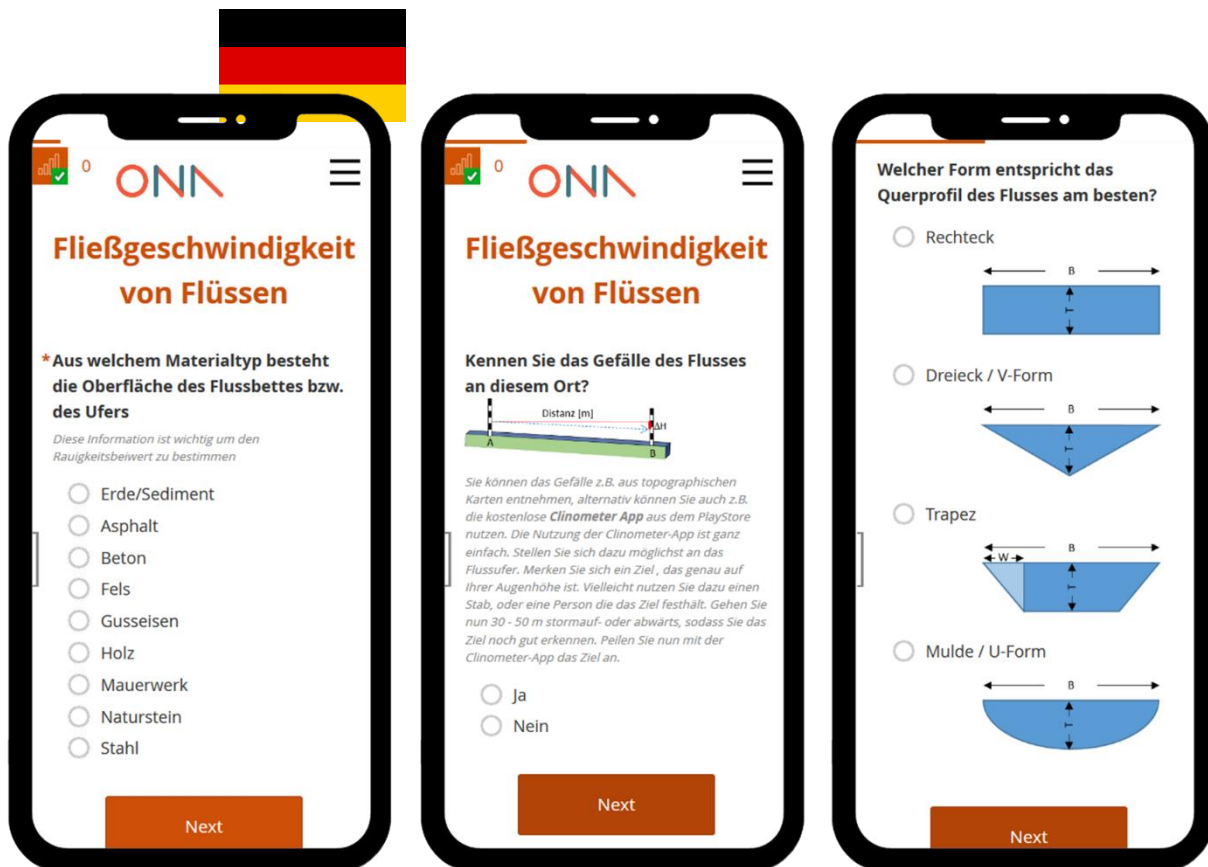 0
ONA
Fließgeschwindigkeit
von Flüssen
* Aus welchem Materialtyp besteht
die Oberfläche des Flussbettes bzw.
des Ufers
Diese Information ist wichtig um den
Rauigkeitsbeiwert zu bestimmen
Erde/Sediment
Asphalt
Beton
Fels
Gusseisen
Holz
Mauerwerk
Naturstein
Stahl
Next
0
ONA
Fließgeschwindigkeit
von Flüssen
Kennen Sie das Gefälle des Flusses
an diesem Ort?
Distanz [m]
ΔH
A
B
Sie können das Gefälle z.B. aus topographischen
Karten entnehmen, alternativ können Sie auch z.B.
die kostenlose Clinometer App aus dem PlayStore
nutzen. Die Nutzung der Clinometer-App ist ganz
einfach. Stellen Sie sich dazu möglichst an das
Flussufer. Merken Sie sich ein Ziel , das genau auf
Ihrer Augenhöhe ist. Vielleicht nutzen Sie dazu einen
Stab, oder eine Person die das Ziel festhält. Gehen Sie
nun 30 - 50 m stormauf- oder abwärts, sodass Sie das
Ziel noch gut erkennen. Peilen Sie nun mit der
Clinometer-App das Ziel an.
Ja
Nein
Next
Welcher Form entspricht das
Querprofil des Flusses am besten?
Rechteck
B
T
Dreieck / V-Form
B
T
Trapez
B
W
T
Mulde / U-Form
B
T
Next